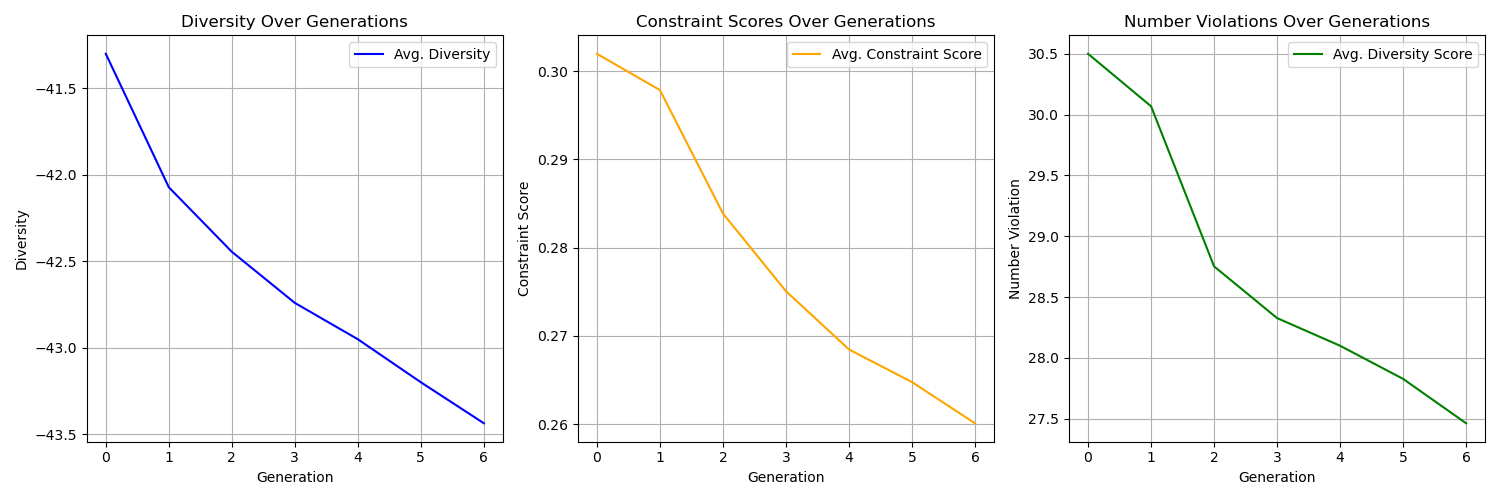 Diversity Over Generations
Avg. Diversity
−41.5
−42.0
−42.5
−43.0
−43.5
Diversity
0 1 2 3 4 5 6
Generation
Constraint Scores Over Generations
Avg. Constraint Score
0.30
0.29
0.28
0.27
0.26
Constraint Score
0 1 2 3 4 5 6
Generation
Number Violations Over Generations
Avg. Diversity Score
30.5
30.0
29.5
29.0
28.5
28.0
27.5
Number Violation
0 1 2 3 4 5 6
Generation